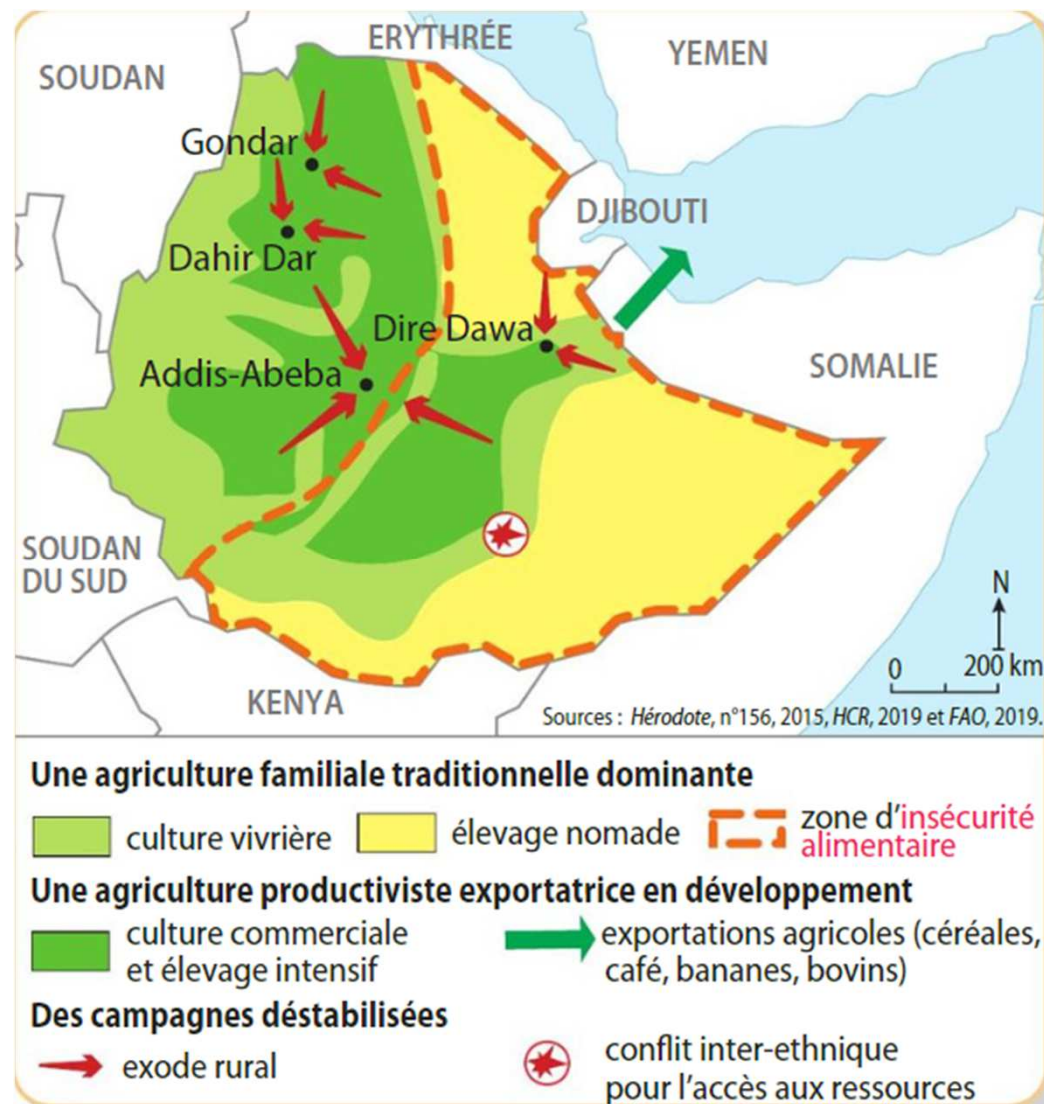 ERYTHRÉE
YEMEN
SOUDAN
Gondar
DJIBOUTI
Dahir Dar
Dire Dawa
SOMALIE
Addis-Abeba
SOUDAN
DU SUD
N
0 200 km
KENYA
Sources : Hérodote, n°156, 2015, HCR, 2019 et FAO, 2019.
Une agriculture familiale traditionnelle dominante
culture vivrière
élevage nomade
zone d'insécurité
alimentaire
Une agriculture productiviste exportatrice en développement
culture commerciale
et élevage intensif
exportations agricoles (céréales,
café, bananes, bovins)
Des campagnes déstabilisées
exode rural
conflit inter-ethnique
pour l'accès aux ressources